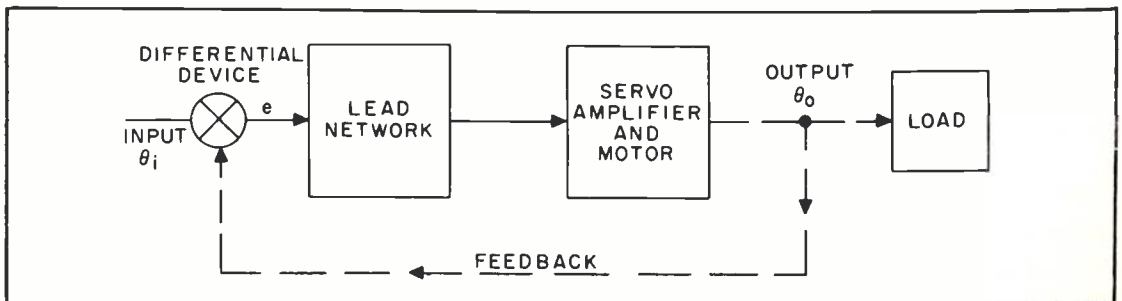 DIFFERENTIAL
DEVICE
INPUT
θi
e
LEAD
NETWORK
SERVO
AMPLIFIER
AND
MOTOR
OUTPUT
θo
LOAD
FEEDBACK